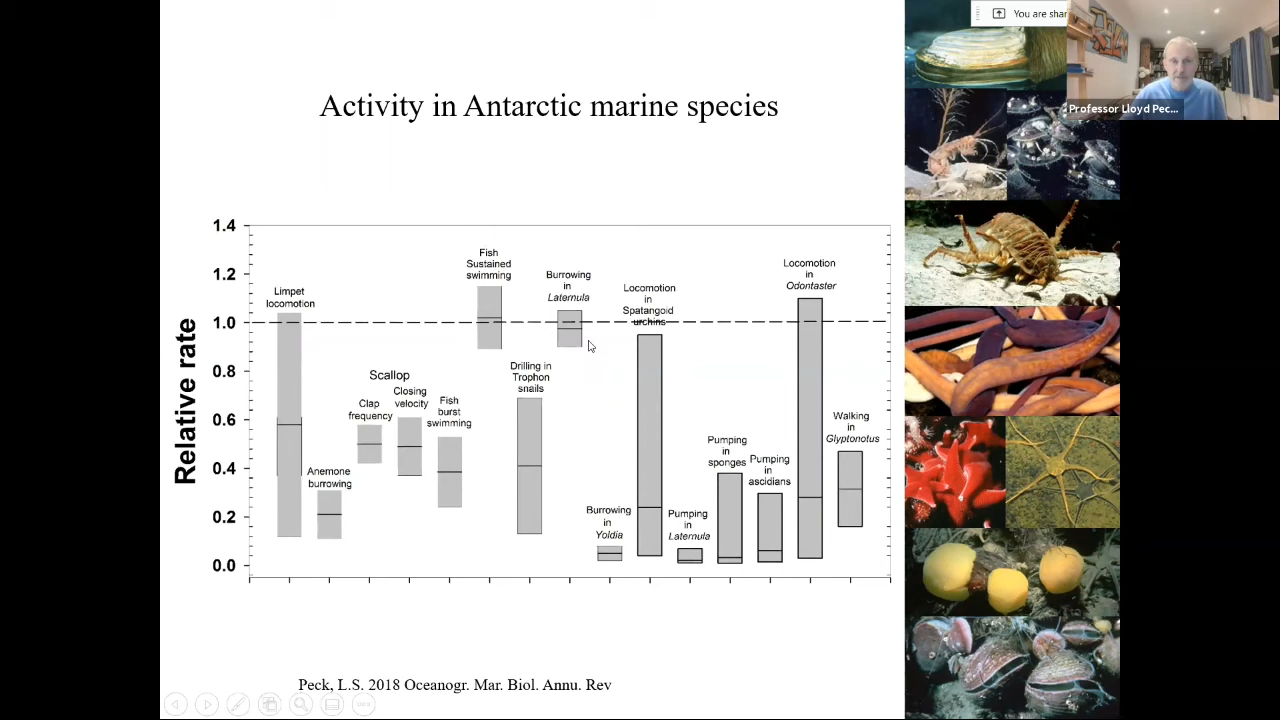 You are shar
Professor Lloyd Pec...
Activity in Antarctic marine species
Relative rate
1.4
1.2
1.0
0.8
0.6
0.4
0.2
0.0
Limpet
locomotion
Anemone
burrowing
Scallop
Clap
frequency
Closing
velocity
Fish
burst
swimming
Fish
Sustained
swimming
Drilling in
Trophon
snails
Burrowing
in
Laternula
Burrowing
in
Yoldia
Locomotion
in
Spatangoid
urchins
Pumping
in
Laternula
Pumping
in
sponges
Pumping
in
ascidians
Locomotion
in
Odontaster
Walking
in
Glyptonotus
Peck, L.S. 2018 Oceanogr. Mar. Biol. Annu. Rev